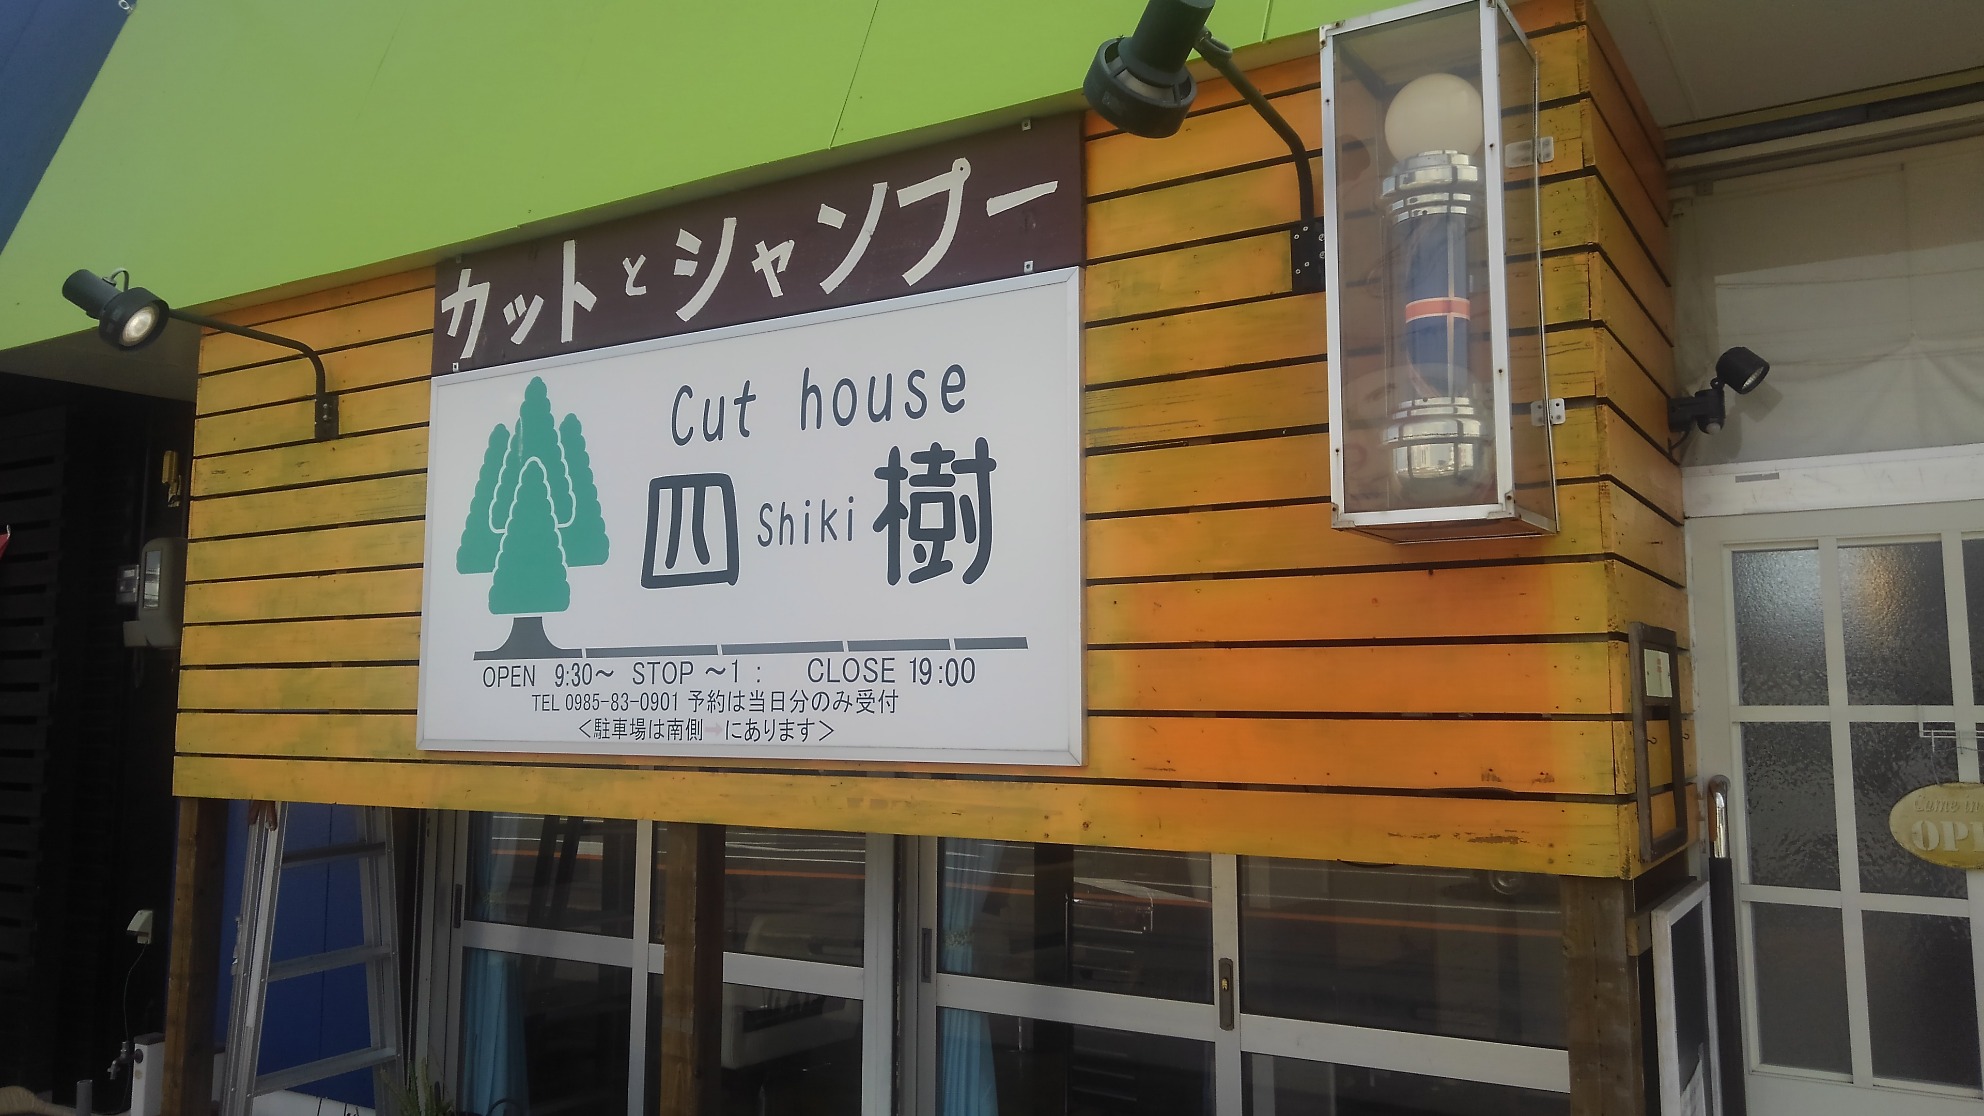 カットとシャンプー
Cut house
四 Shiki 樹
OPEN 9:30～ STOP ～1 : CLOSE 19:00
TEL 0985-83-0901 予約は当日分のみ受付
＜駐車場は南側→にあります＞
Come in